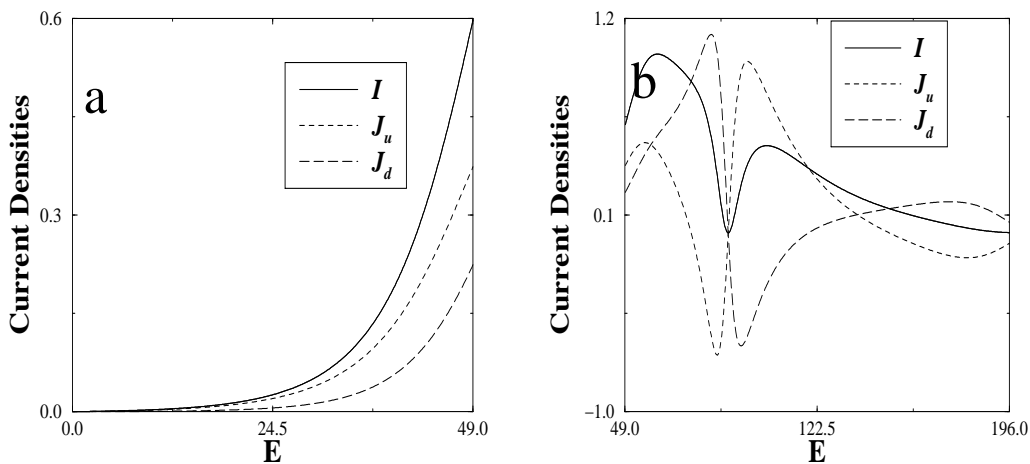 0.6
0.3
0.0
Current Densities
a
I
J_u
J_d
0.0
24.5
49.0
E
1.2
0.1
−1.0
Current Densities
b
I
J_u
J_d
49.0
122.5
196.0
E